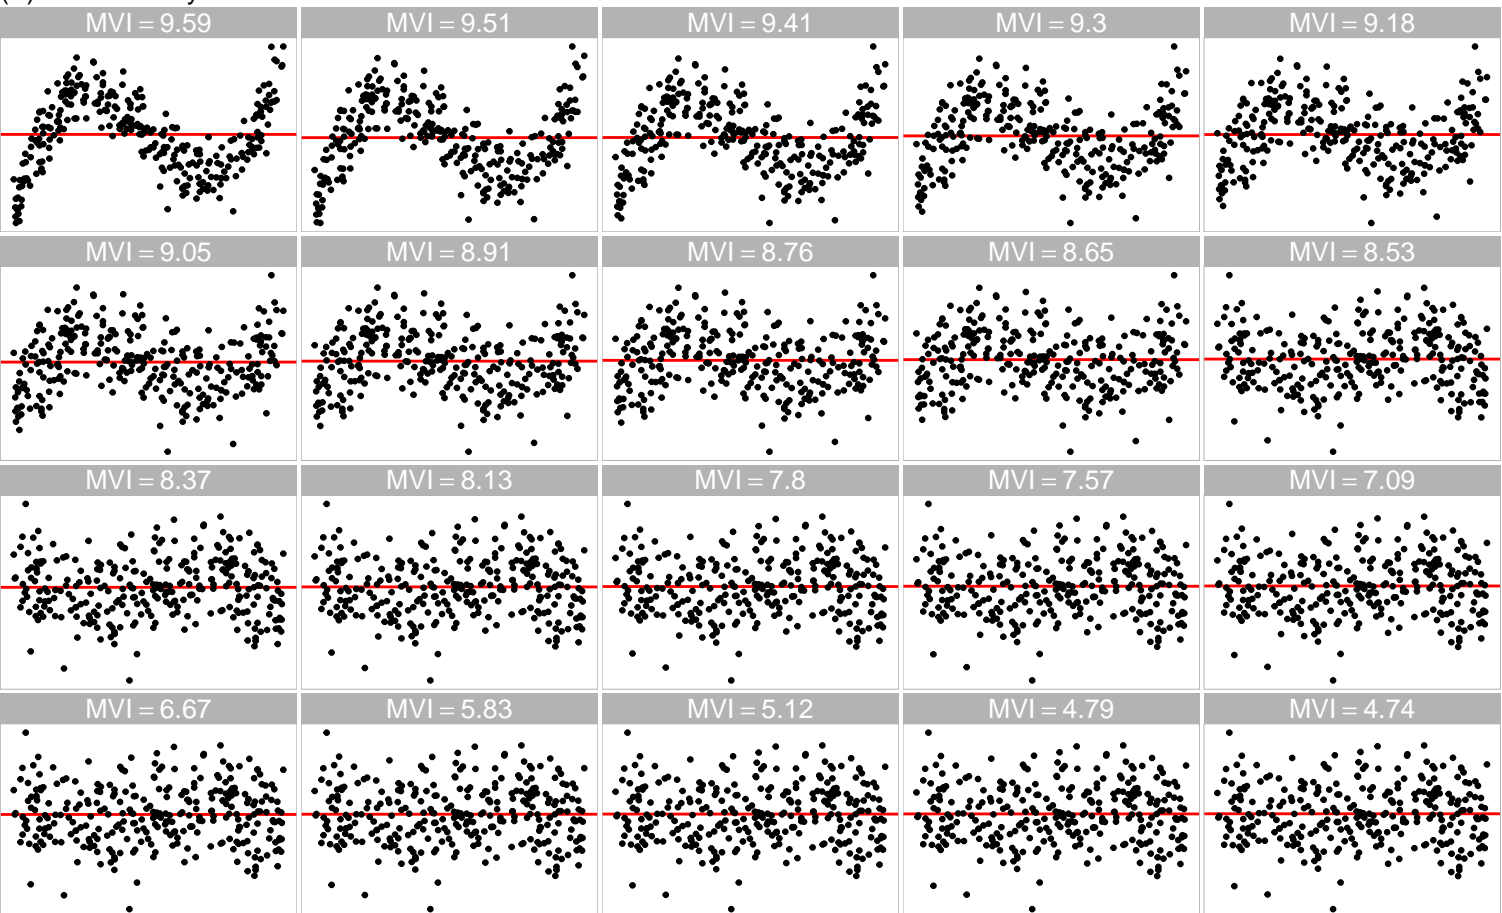 MVI = 9.59
MVI = 9.51
MVI = 9.41
MVI = 9.3
MVI = 9.18
MVI = 9.05
MVI = 8.91
MVI = 8.76
MVI = 8.65
MVI = 8.53
MVI = 8.37
MVI = 8.13
MVI = 7.8
MVI = 7.57
MVI = 7.09
MVI = 6.67
MVI = 5.83
MVI = 5.12
MVI = 4.79
MVI = 4.74